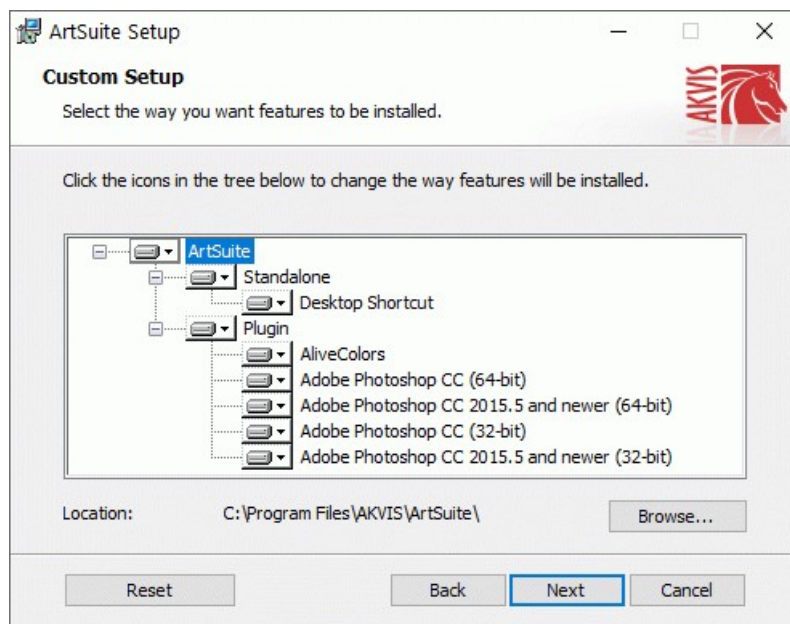 ArtSuite Setup
Custom Setup
Select the way you want features to be installed.
AKVIS
Click the icons in the tree below to change the way features will be installed.
ArtSuite
Standalone
Desktop Shortcut
Plugin
AliveColors
Adobe Photoshop CC (64-bit)
Adobe Photoshop CC 2015.5 and newer (64-bit)
Adobe Photoshop CC (32-bit)
Adobe Photoshop CC 2015.5 and newer (32-bit)
Location: C:\Program Files\AKVIS\ArtSuite\ Browse...
Reset Back Next Cancel